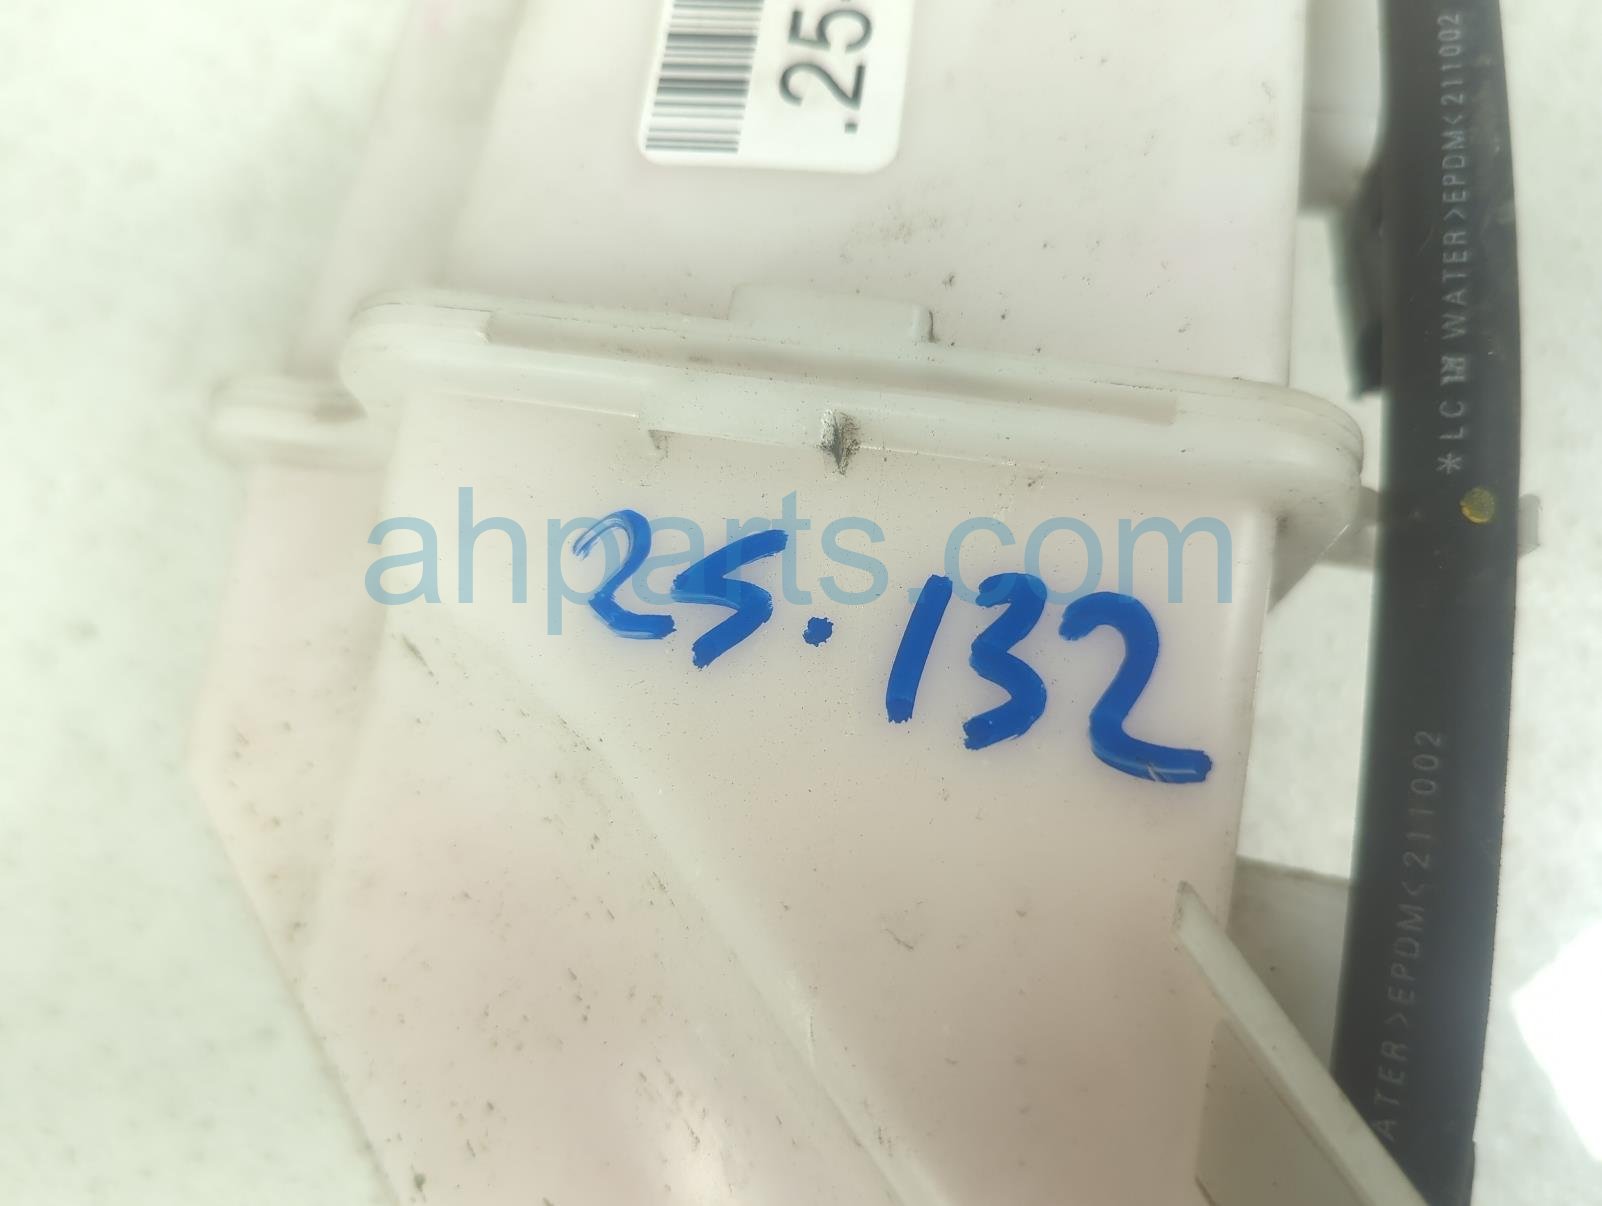 .25-
ahparts.com
25.132
*LC WATER>EPDM<211002
ATER>EPDM<211002